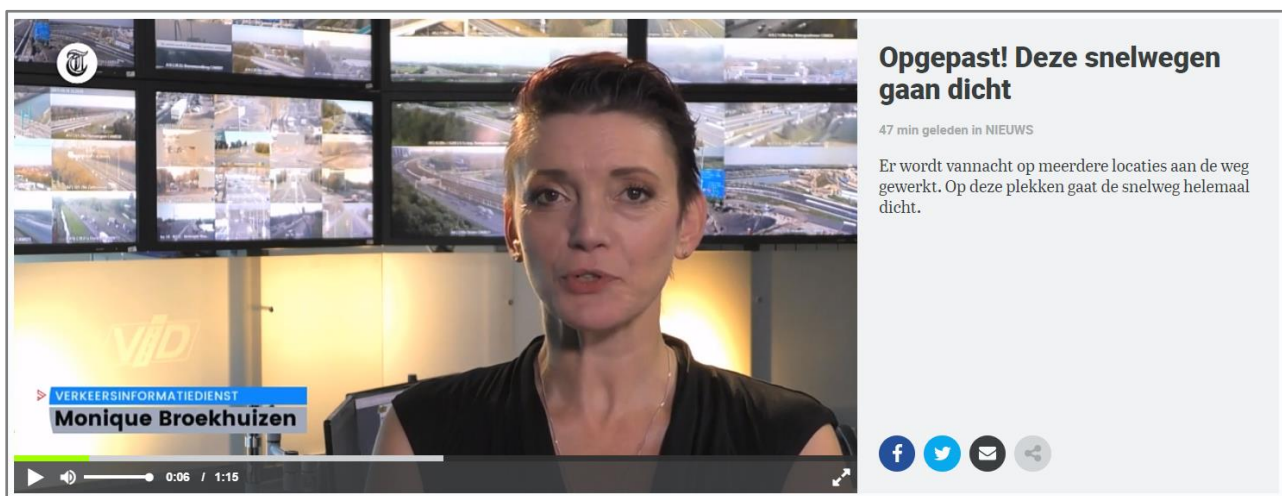 VID
VERKEERSINFORMATIEDIENST
Monique Broekhuizen
0:06 / 1:15
Opgepast! Deze snelwegen
gaan dicht
47 min geleden in NIEUWS
Er wordt vannacht op meerdere locaties aan de weg
gewerkt. Op deze plekken gaat de snelweg helemaal
dicht.